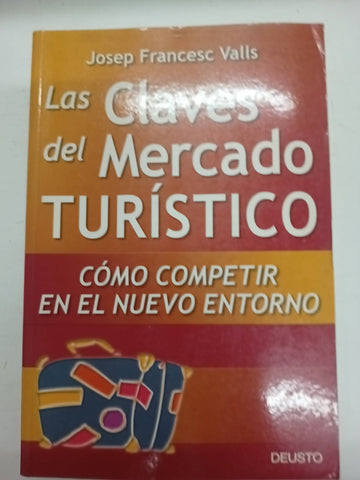 Josep Francesc Valls
Las Claves
del Mercado
TURÍSTICO
CÓMO COMPETIR
EN EL NUEVO ENTORNO
DEUSTO